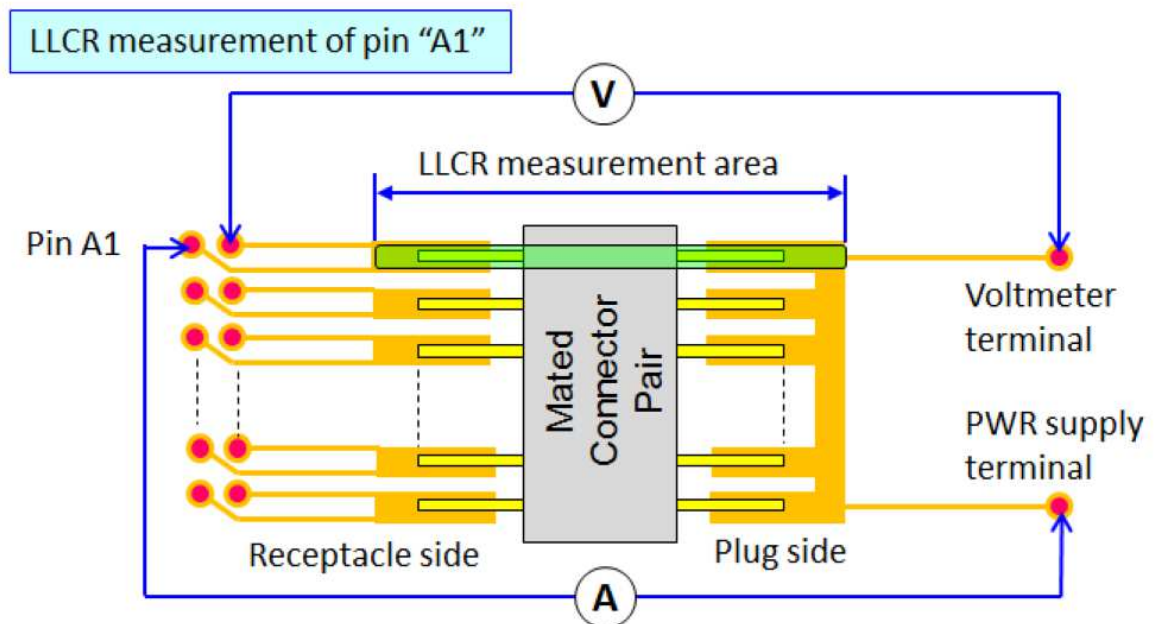 LLCR measurement of pin “A1”
V
LLCR measurement area
Pin A1
Mated
Connector
Pair
Voltmeter
terminal
PWR supply
terminal
Receptacle side
Plug side
A